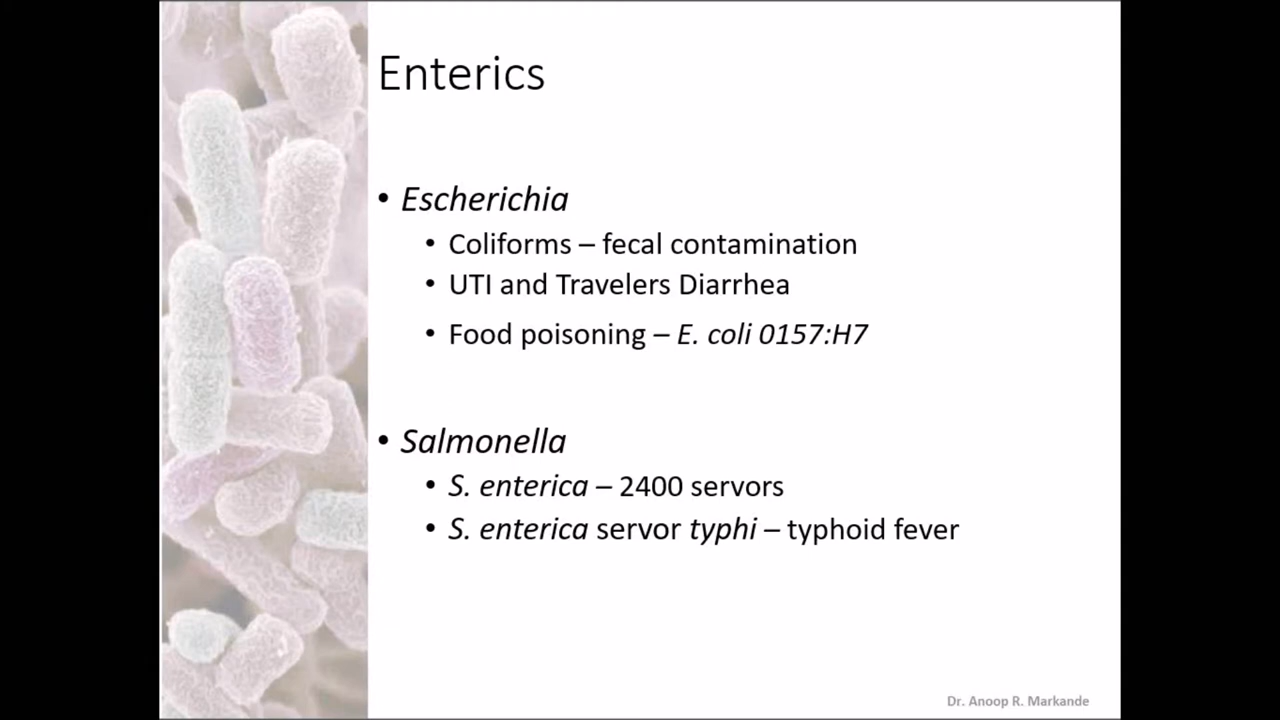 Enterics
• Escherichia
• Coliforms – fecal contamination
• UTI and Travelers Diarrhea
• Food poisoning – E. coli 0157:H7
• Salmonella
• S. enterica – 2400 servors
• S. enterica servor typhi – typhoid fever
Dr. Anoop R. Markande